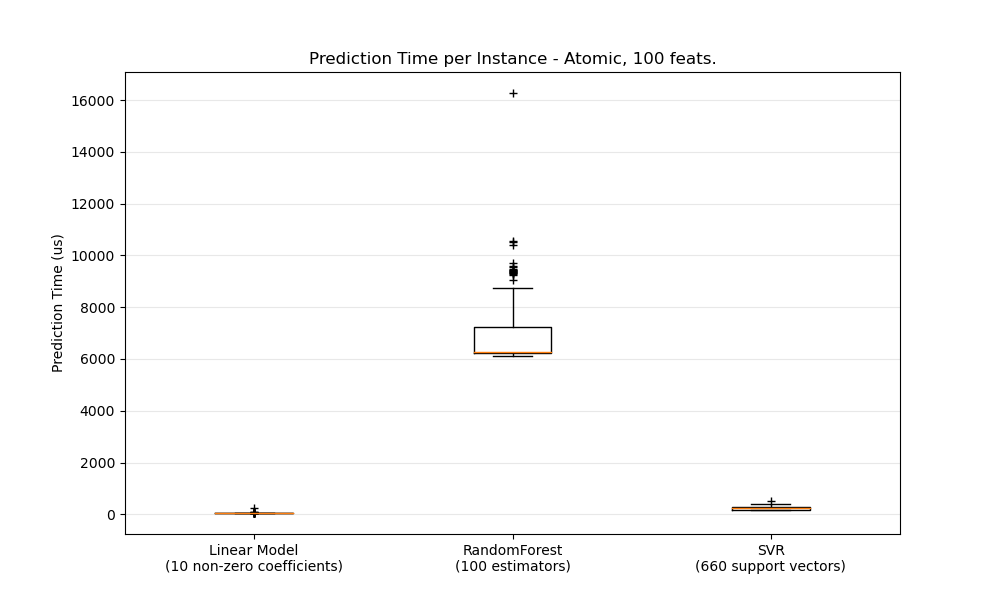 Prediction Time per Instance - Atomic, 100 feats.
Prediction Time (us)
16000
14000
12000
10000
8000
6000
4000
2000
0
Linear Model
(10 non-zero coefficients)
RandomForest
(100 estimators)
SVR
(660 support vectors)